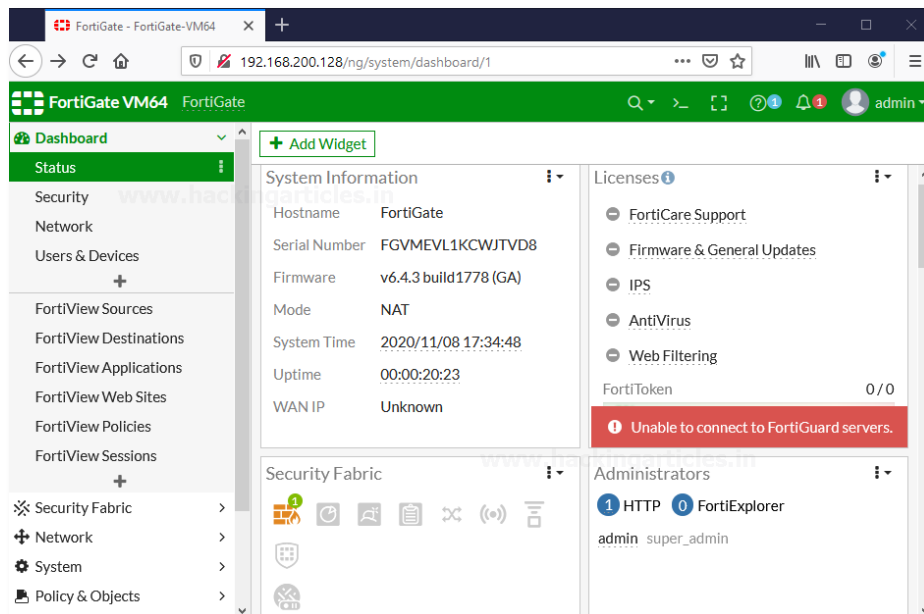 FortiGate - FortiGate-VM64
192.168.200.128/ng/system/dashboard/1
FortiGate VM64 FortiGate
1
1
admin
Dashboard
Status
Security
Network
Users & Devices
FortiView Sources
FortiView Destinations
FortiView Applications
FortiView Web Sites
FortiView Policies
FortiView Sessions
Security Fabric
Network
System
Policy & Objects
Add Widget
System Information
Hostname FortiGate
Serial Number FGVMEVL1KCWJTVD8
Firmware v6.4.3 build1778 (GA)
Mode NAT
System Time 2020/11/08 17:34:48
Uptime 00:00:20:23
WAN IP Unknown
Licenses
FortiCare Support
Firmware & General Updates
IPS
AntiVirus
Web Filtering
FortiToken 0 / 0
Unable to connect to FortiGuard servers.
Security Fabric
1
Administrators
1 HTTP 0 FortiExplorer
admin super_admin
www.hackingarticles.in
www.hackingarticles.in